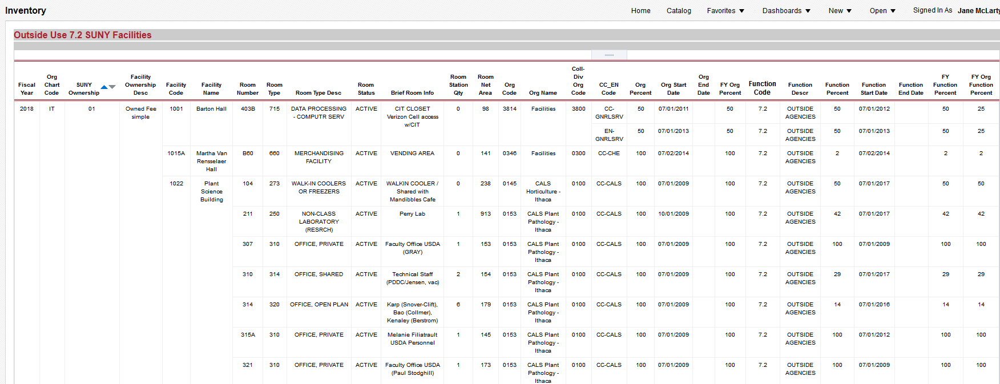 Inventory
Home Catalog Favorites Dashboards New Open Signed In As Jane McLarty
Outside Use 7.2 SUNY Facilities
Fiscal Year | Org Chart Code | SUNY Ownership | Facility Ownership Desc | Facility Code | Facility Name | Room Number | Room Type | Room Type Desc | Room Status | Brief Room Info | Room Station Qty | Room Net Area | Org Code | Org Name | Coll-Div Org Code | CC_EN Code | Org Percent | Org Start Date | Org End Date | FY Org Percent | Function Code | Function Descr | Function Percent | Function Start Date | Function End Date | FY Function Percent | FY Org Function Percent
2018 IT 01 Owned Fee simple 1001 Barton Hall 403B 715 DATA PROCESSING - COMPUTR SERV ACTIVE CIT CLOSET Verizon Cell access w/CIT 0 98 3814 Facilities 3800 CC-GNRLSRV 50 07/01/2011 50 7.2 OUTSIDE AGENCIES 50 07/01/2012 50 25
EN-GNRLSRV 50 07/01/2013 50 7.2 OUTSIDE AGENCIES 50 07/01/2013 50 25
1015A Martha Van Rensselaer Hall B60 660 MERCHANDISING FACILITY ACTIVE VENDING AREA 0 141 0346 Facilities 0300 CC-CHE 100 07/02/2014 100 7.2 OUTSIDE AGENCIES 2 07/02/2014 2 2
1022 Plant Science Building 104 273 WALK-IN COOLERS OR FREEZERS ACTIVE WALKIN COOLER / Shared with Mandibbles Cafe 0 238 0145 CALS Horticulture - Ithaca 0100 CC-CALS 100 07/01/2009 100 7.2 OUTSIDE AGENCIES 50 07/01/2017 50 50
211 250 NON-CLASS LABORATORY (RESRCH) ACTIVE Perry Lab 1 913 0153 CALS Plant Pathology - Ithaca 0100 CC-CALS 100 10/01/2009 100 7.2 OUTSIDE AGENCIES 42 07/01/2017 42 42
307 310 OFFICE, PRIVATE ACTIVE Faculty Office USDA (GRAY) 1 153 0153 CALS Plant Pathology - Ithaca 0100 CC-CALS 100 07/01/2009 100 7.2 OUTSIDE AGENCIES 100 07/01/2009 100 100
310 314 OFFICE, SHARED ACTIVE Technical Staff (PDDC/Jensen, vac) 2 154 0153 CALS Plant Pathology - Ithaca 0100 CC-CALS 100 07/01/2009 100 7.2 OUTSIDE AGENCIES 29 07/01/2017 29 29
314 320 OFFICE, OPEN PLAN ACTIVE Karp (Snover-Clift), Bao (Collmer), Kenaley (Berstrom) 6 179 0153 CALS Plant Pathology - Ithaca 0100 CC-CALS 100 07/01/2009 100 7.2 OUTSIDE AGENCIES 14 07/01/2016 14 14
315A 310 OFFICE, PRIVATE ACTIVE Melanie Filiatrault USDA Personnel 1 145 0153 CALS Plant Pathology - Ithaca 0100 CC-CALS 100 07/01/2009 100 7.2 OUTSIDE AGENCIES 100 07/01/2012 100 100
321 310 OFFICE, PRIVATE ACTIVE Faculty Office USDA (Paul Stodghill) 1 173 0153 CALS Plant Pathology - Ithaca 0100 CC-CALS 100 07/01/2009 100 7.2 OUTSIDE AGENCIES 100 07/01/2009 100 100